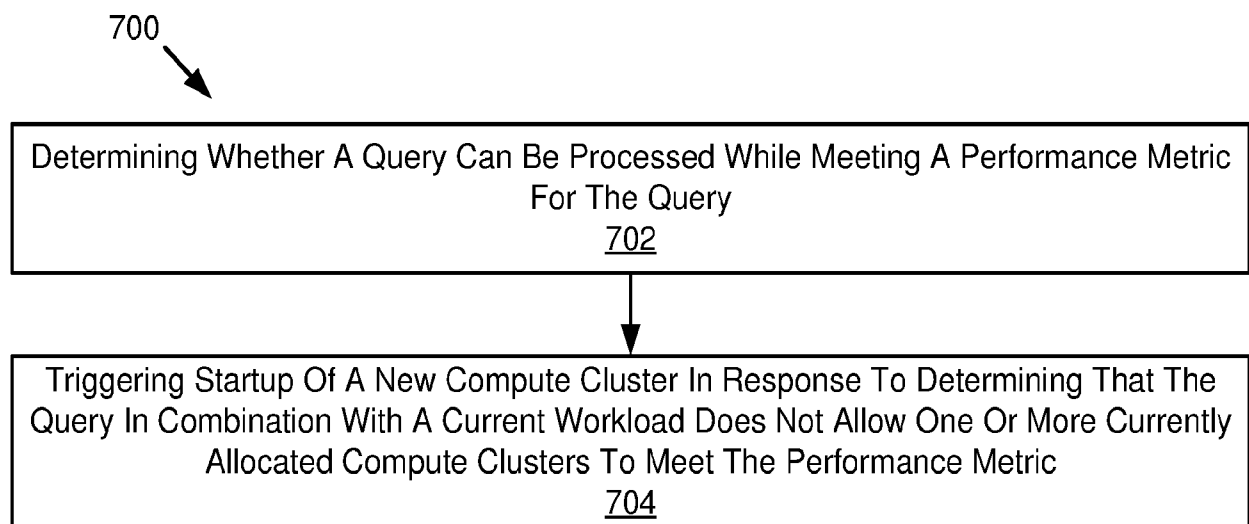 700
Determining Whether A Query Can Be Processed While Meeting A Performance Metric
For The Query
702
Triggering Startup Of A New Compute Cluster In Response To Determining That The
Query In Combination With A Current Workload Does Not Allow One Or More Currently
Allocated Compute Clusters To Meet The Performance Metric
704